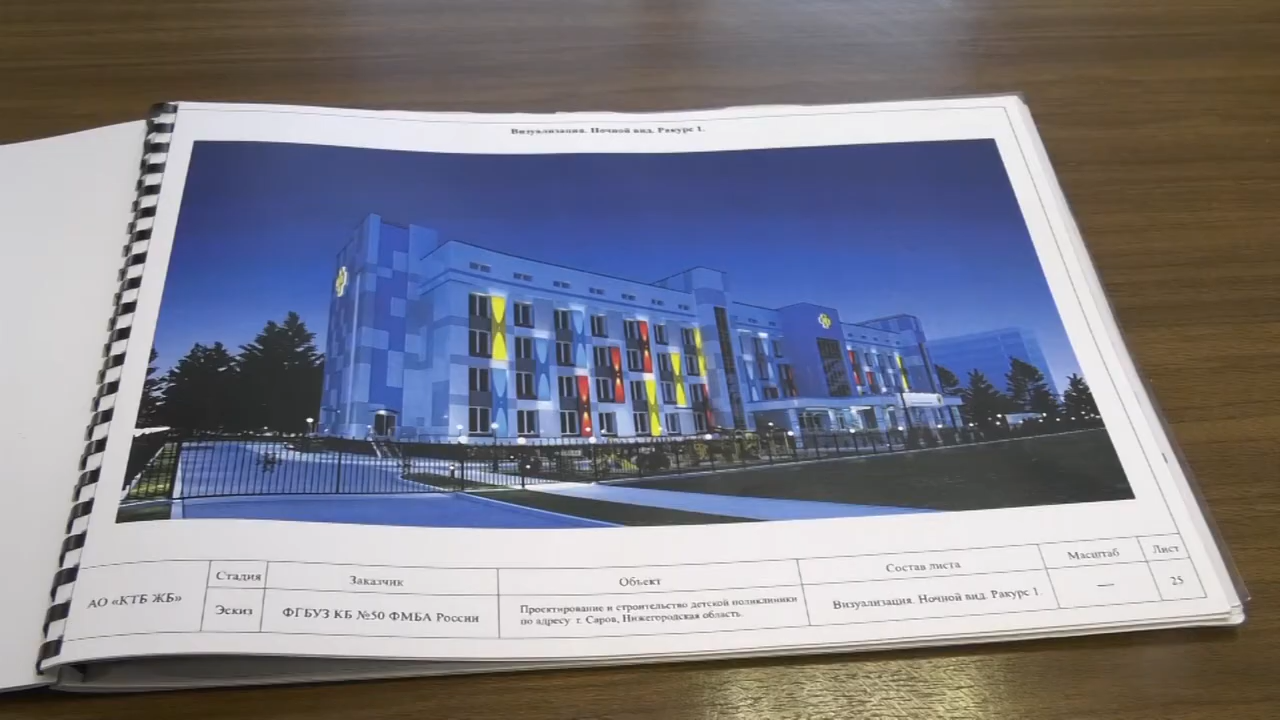 Визуализация. Ночной вид. Ракурс 1.
АО «КТБ ЖБ»
Стадия
Заказчик
Объект
Состав листа
Масштаб
Лист
Эскиз
ФГБУЗ КБ №50 ФМБА России
Проектирование и строительство детской поликлиники
по адресу г. Саров, Нижегородская область.
Визуализация. Ночной вид. Ракурс 1.
—
25